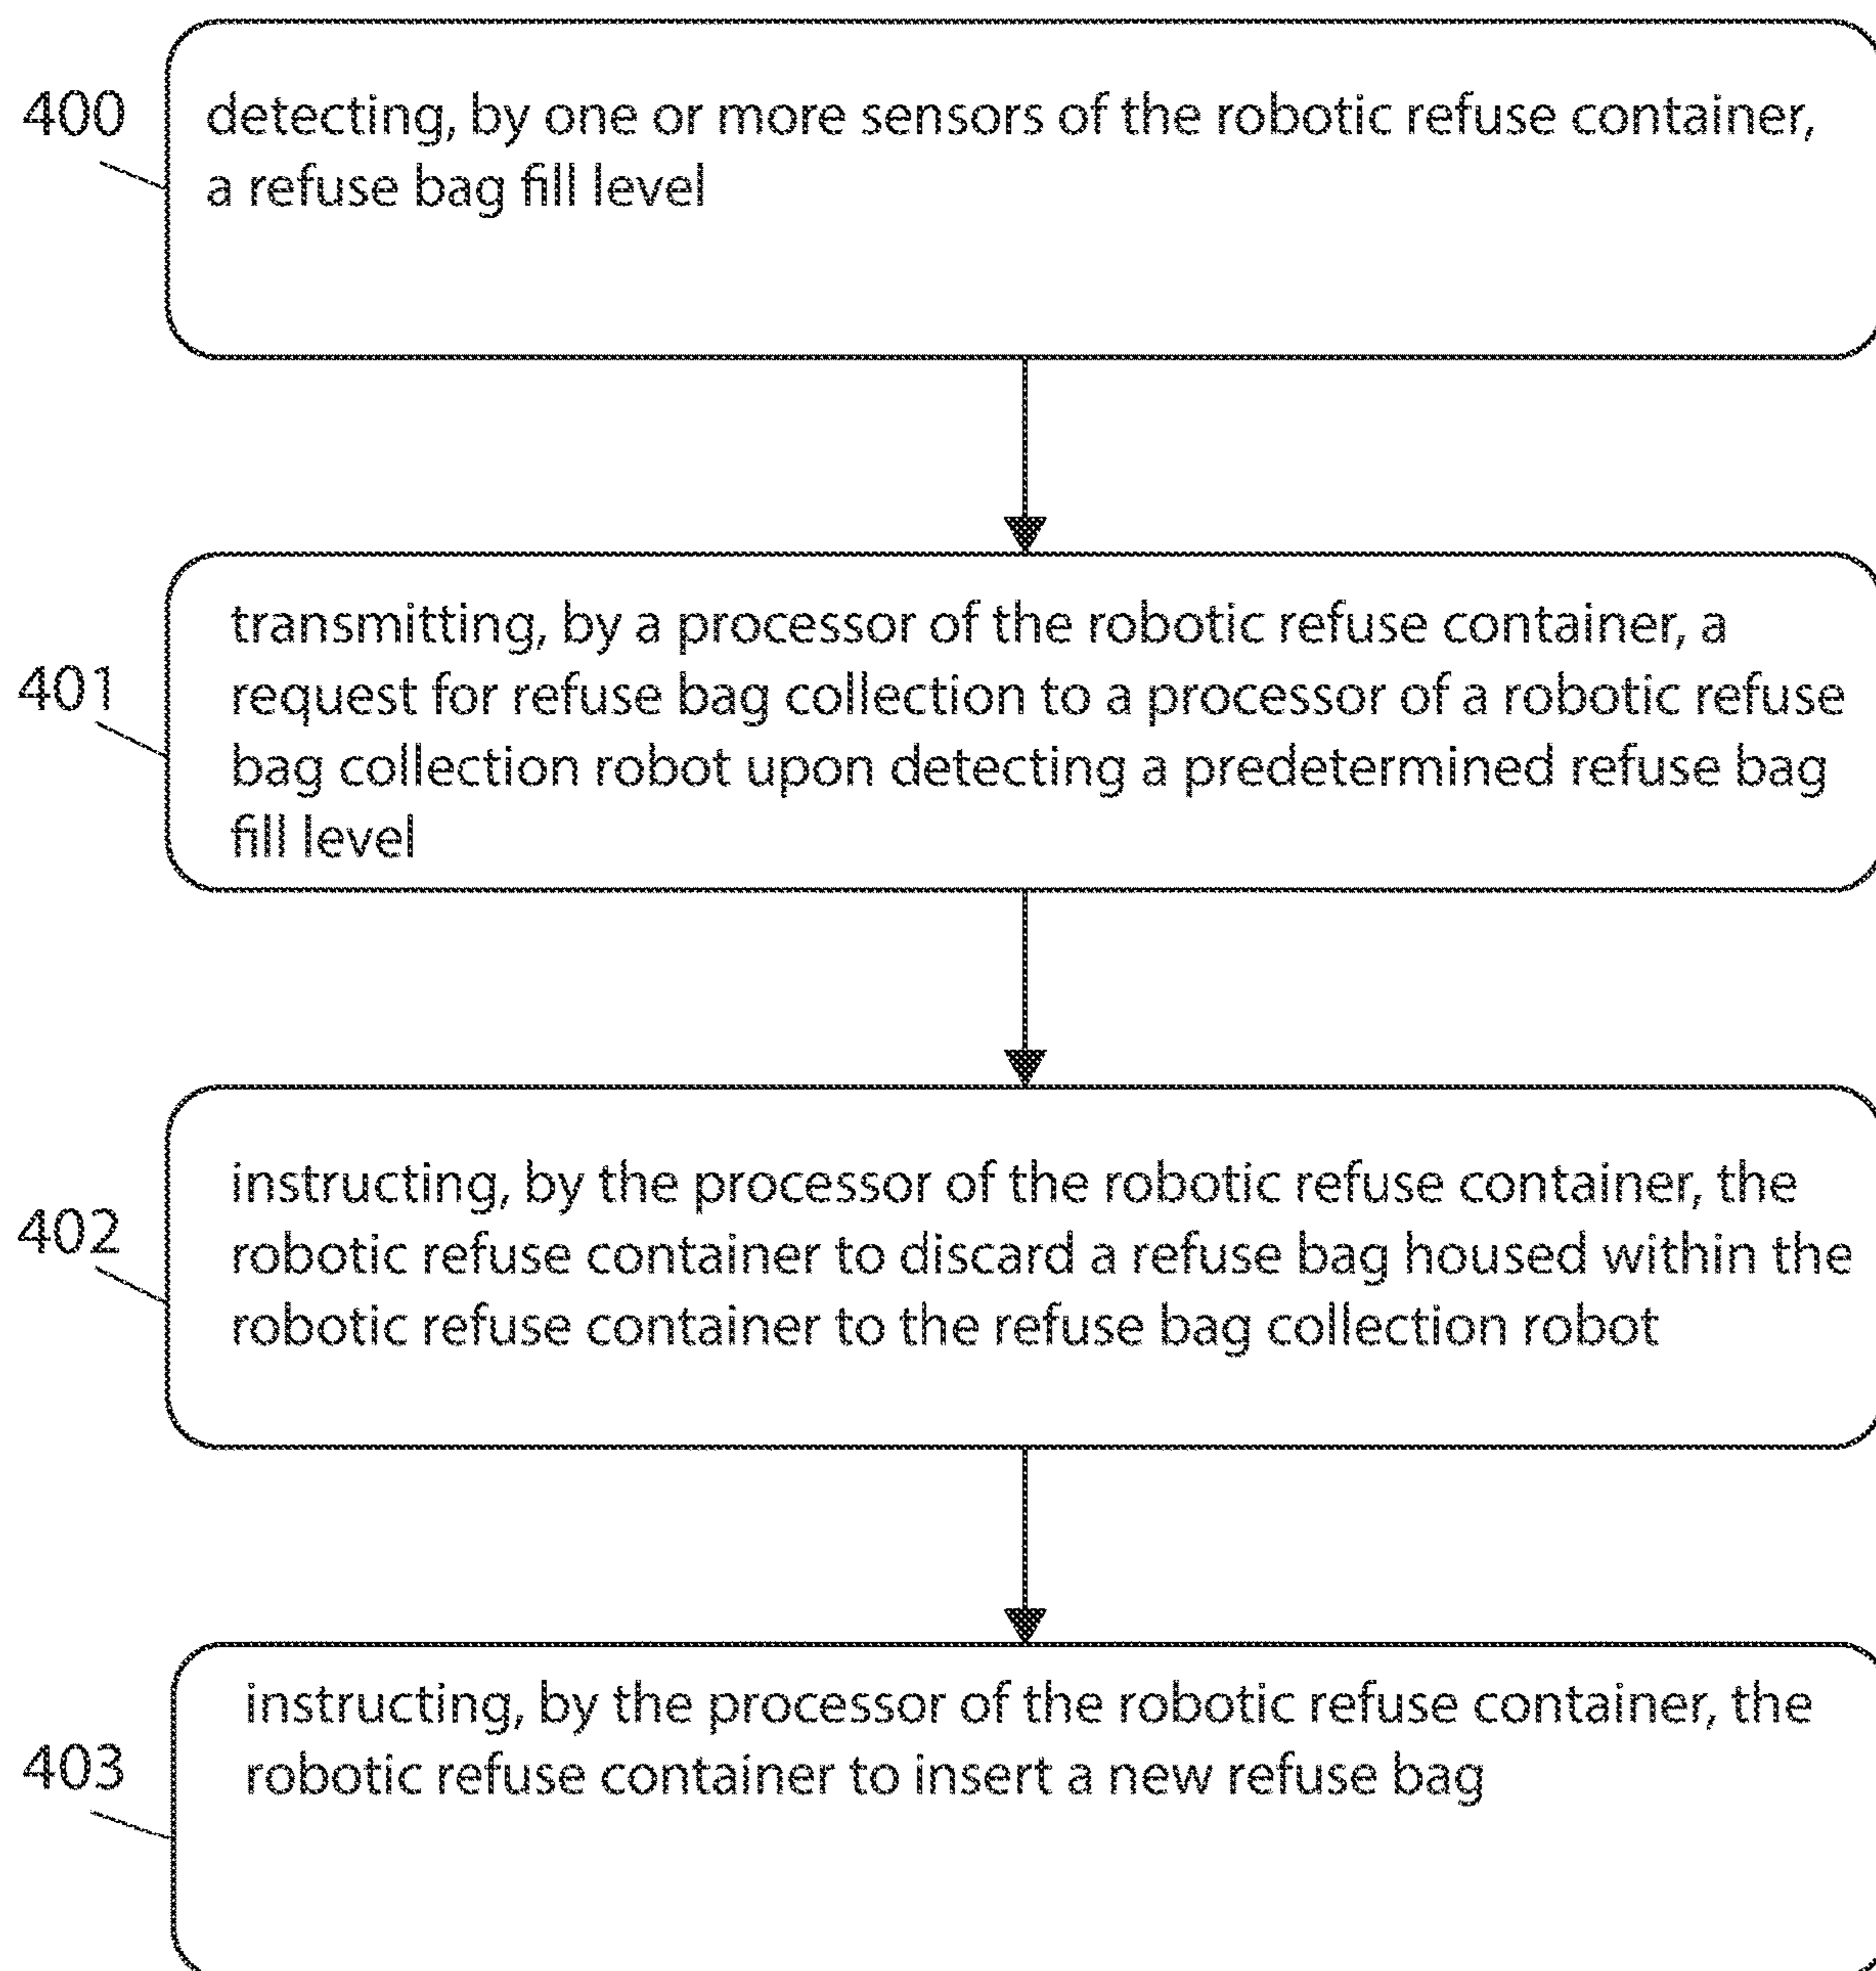 400
detecting, by one or more sensors of the robotic refuse container,
a refuse bag fill level
401
transmitting, by a processor of the robotic refuse container, a
request for refuse bag collection to a processor of a robotic refuse
bag collection robot upon detecting a predetermined refuse bag
fill level
402
instructing, by the processor of the robotic refuse container, the
robotic refuse container to discard a refuse bag housed within the
robotic refuse container to the refuse bag collection robot
403
instructing, by the processor of the robotic refuse container, the
robotic refuse container to insert a new refuse bag